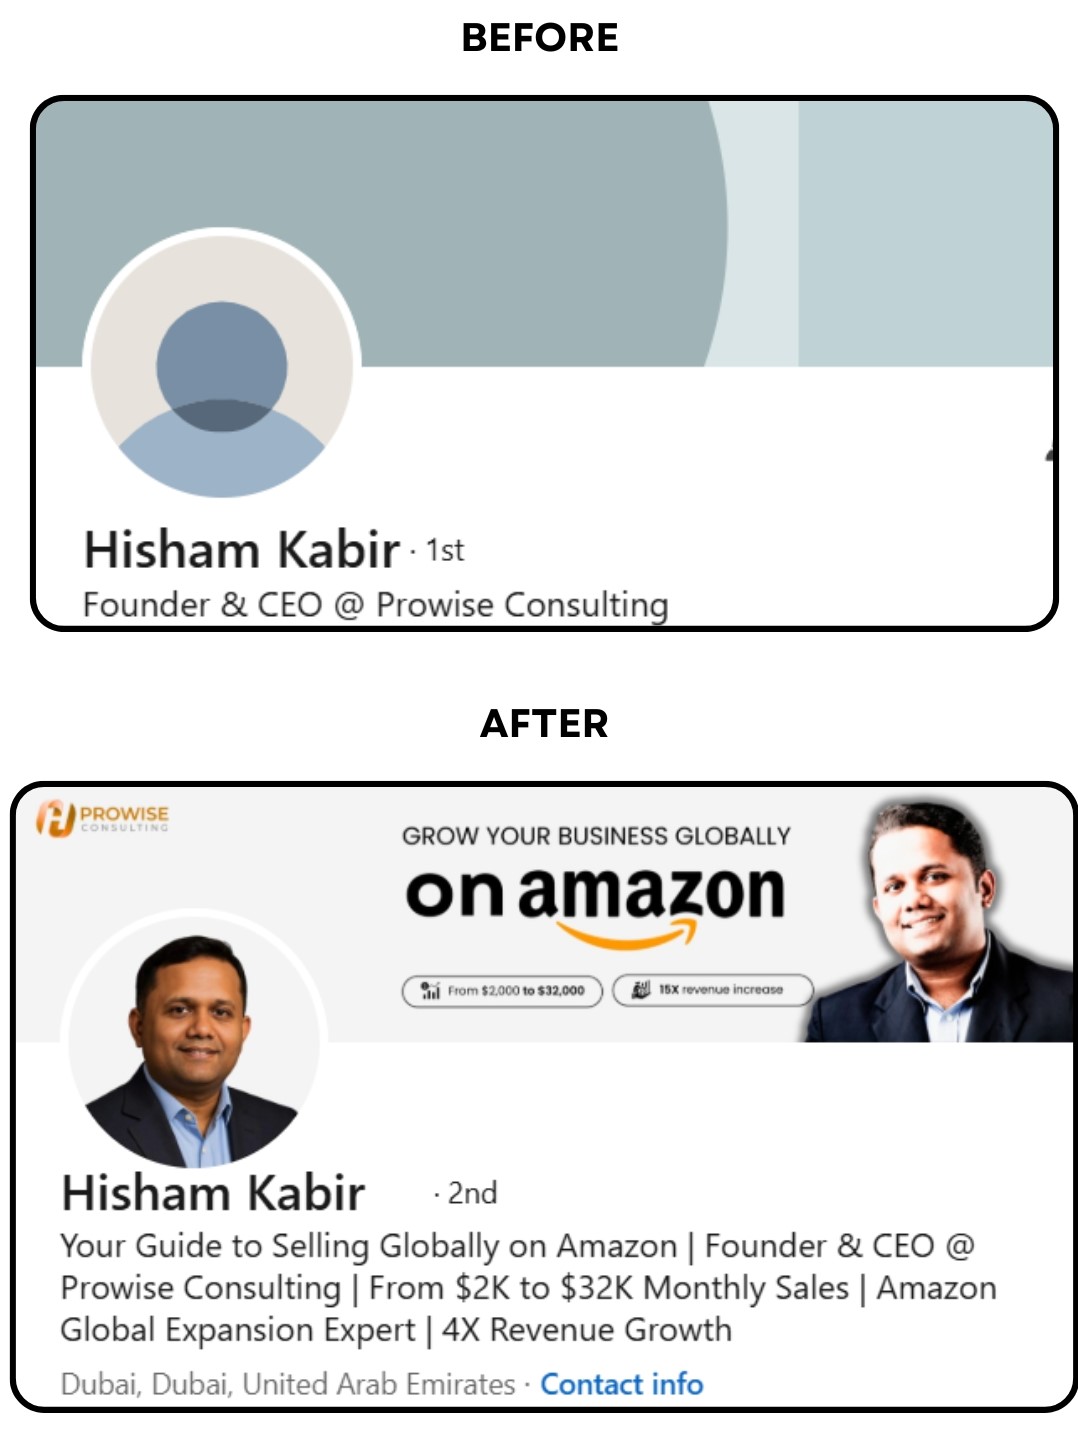 BEFORE
Hisham Kabir · 1st
Founder & CEO @ Prowise Consulting
AFTER
PROWISE
CONSULTING
GROW YOUR BUSINESS GLOBALLY
on amazon
From $2,000 to $32,000
15X revenue increase
Hisham Kabir · 2nd
Your Guide to Selling Globally on Amazon | Founder & CEO @
Prowise Consulting | From $2K to $32K Monthly Sales | Amazon
Global Expansion Expert | 4X Revenue Growth
Dubai, Dubai, United Arab Emirates · Contact info